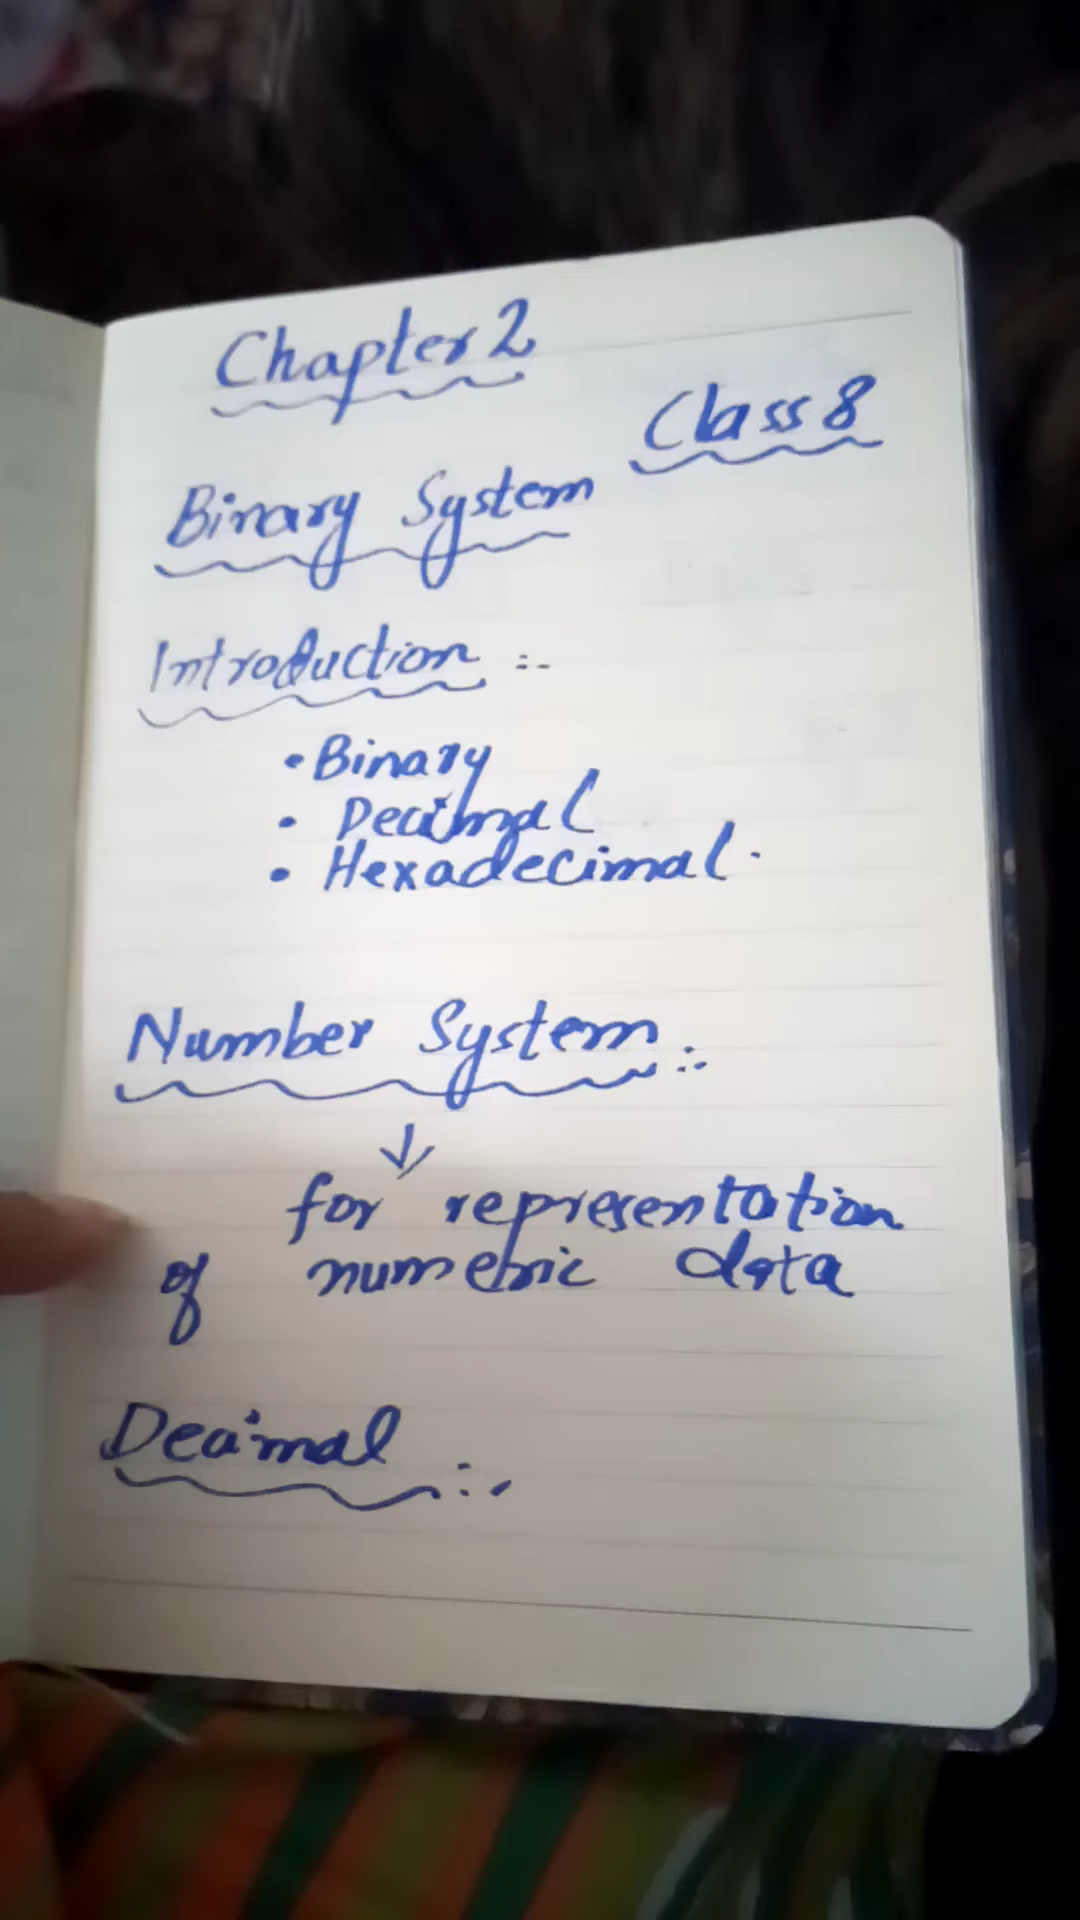 Chapter 2
Class 8
Binary System
Introduction :-
• Binary
• Decimal
• Hexadecimal.
Number System :-
↓
for representation
of numeric data
Decimal :-